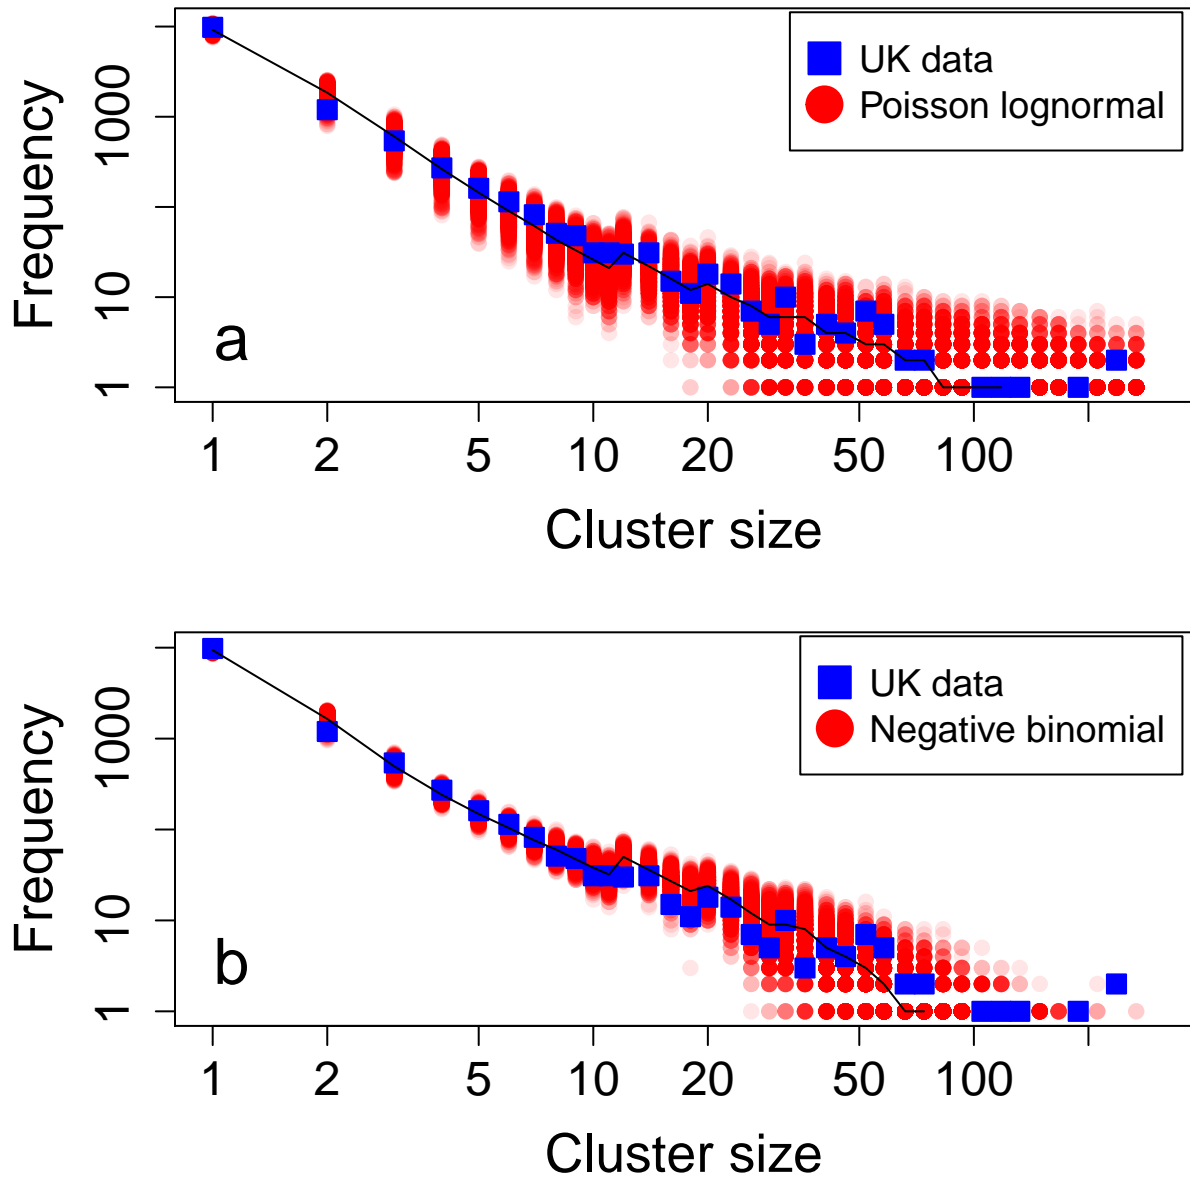 Frequency
1000
10
1
UK data
Poisson lognormal
a
1 2 5 10 20 50 100
Cluster size
Frequency
1000
10
1
UK data
Negative binomial
b
1 2 5 10 20 50 100
Cluster size